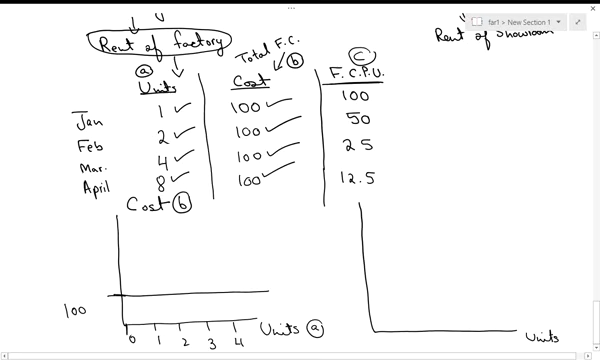 far1 > New Section 1
Rent of factory
Rent of Showroom
Total F.C.
a b C
Units Cost F.C.P.U.
Jan 1 100 100
Feb 2 100 50
Mar. 4 100 25
April 8 100 12.5
Cost b
100
0 1 2 3 4 Units a
Units